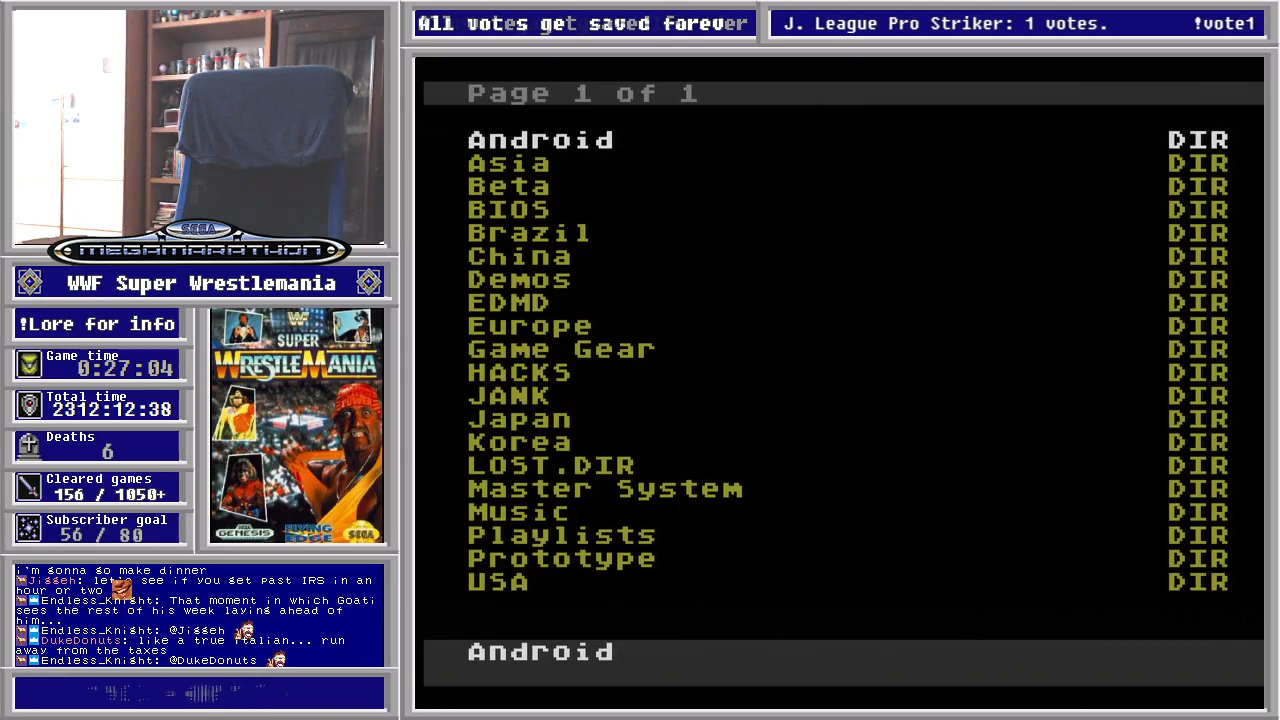 All votes get saved forever
J. League Pro Striker: 1 votes. !vote1
SEGA
MEGAMARATHON
WWF Super Wrestlemania
!Lore for info
Game time
0:27:04
Total time
2312:12:38
Deaths
6
Cleared games
156 / 1050+
Subscriber goal
56 / 80
SUPER
WRESTLEMANIA
GENESIS
FLYING
EDGE
SEGA
i'm gonna go make dinner
Jiggeh: see if you get past IRS in an
hour or two
Endless_Knight: That moment in which Goati
sees the rest of his week laying ahead of
him...
Endless_Knight: @Jiggeh
DukeDonuts: like a true italian... run
away from the taxes
Endless_Knight: @DukeDonuts
Page 1 of 1
Android DIR
Asia DIR
Beta DIR
BIOS DIR
Brazil DIR
China DIR
Demos DIR
EDMD DIR
Europe DIR
Game Gear DIR
HACKS DIR
JANK DIR
Japan DIR
Korea DIR
LOST.DIR DIR
Master System DIR
Music DIR
Playlists DIR
Prototype DIR
USA DIR
Android